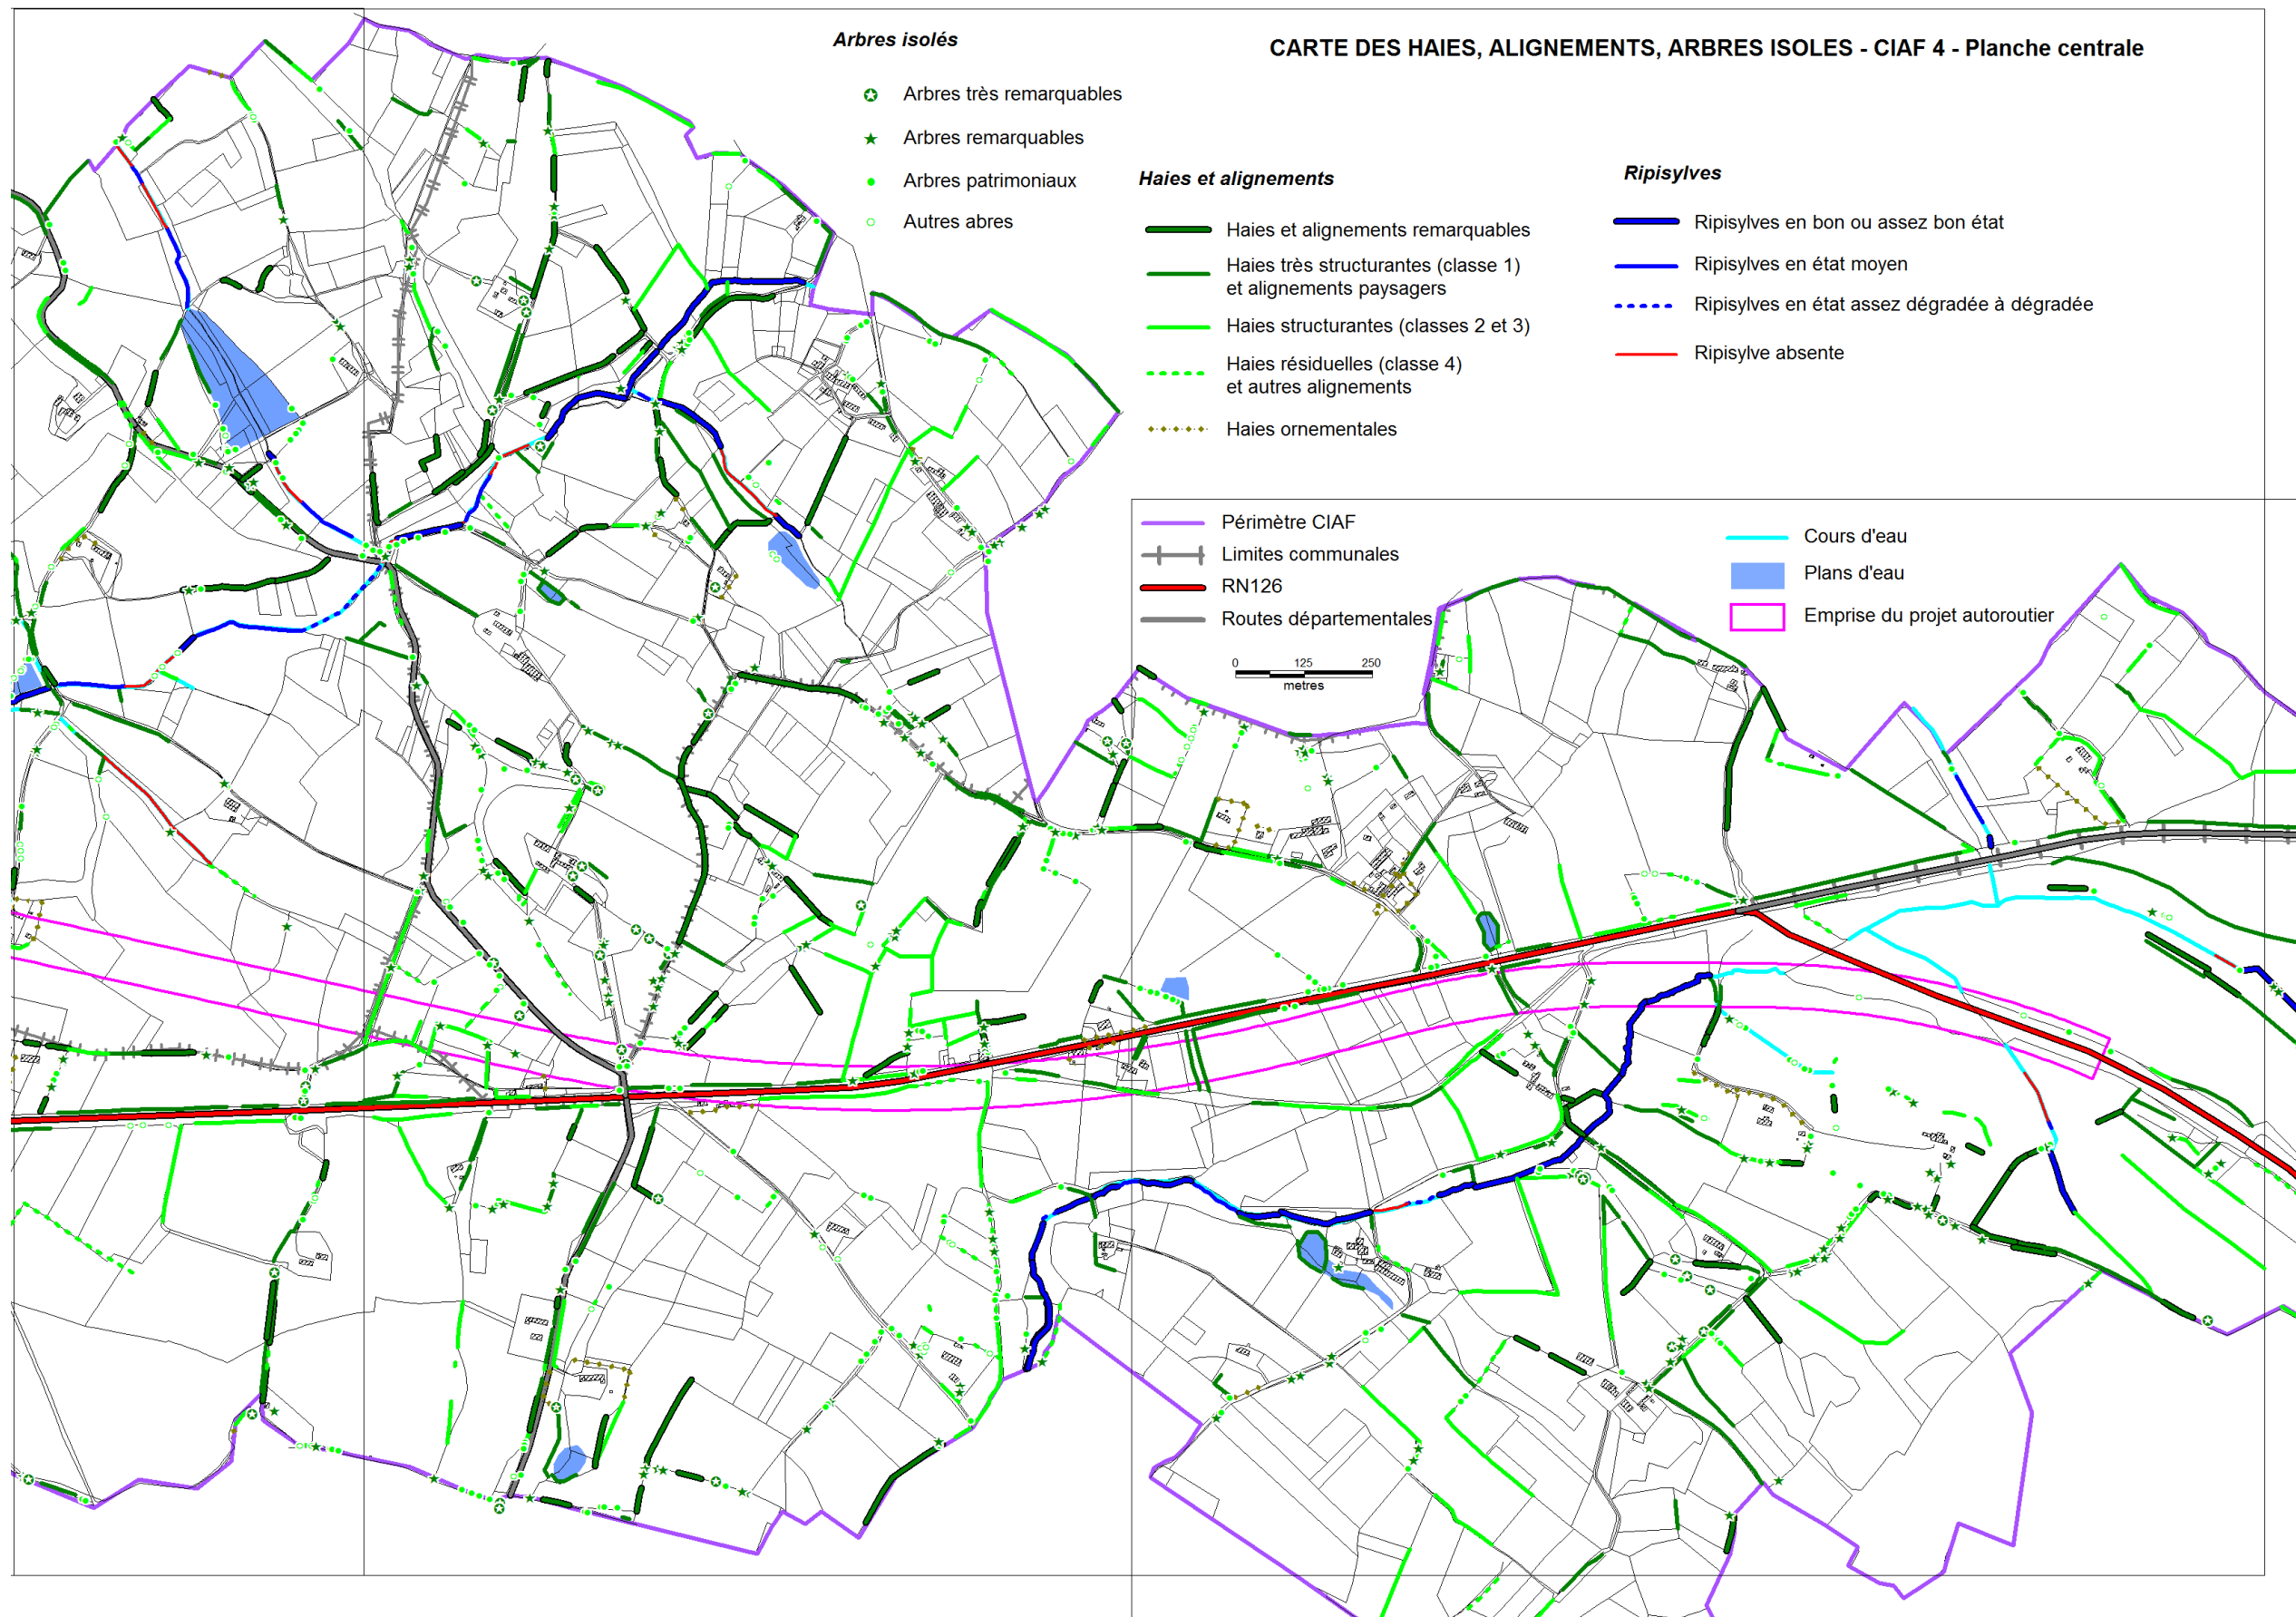 CARTE DES HAIES, ALIGNEMENTS, ARBRES ISOLES - CIAF 4 - Planche centrale
Arbres isolés
Arbres très remarquables
Arbres remarquables
Arbres patrimoniaux
Autres abres
Haies et alignements
Haies et alignements remarquables
Haies très structurantes (classe 1)
et alignements paysagers
Haies structurantes (classes 2 et 3)
Haies résiduelles (classe 4)
et autres alignements
Haies ornementales
Ripisylves
Ripisylves en bon ou assez bon état
Ripisylves en état moyen
Ripisylves en état assez dégradée à dégradée
Ripisylve absente
Périmètre CIAF
Limites communales
RN126
Routes départementales
0 125 250
metres
Cours d'eau
Plans d'eau
Emprise du projet autoroutier